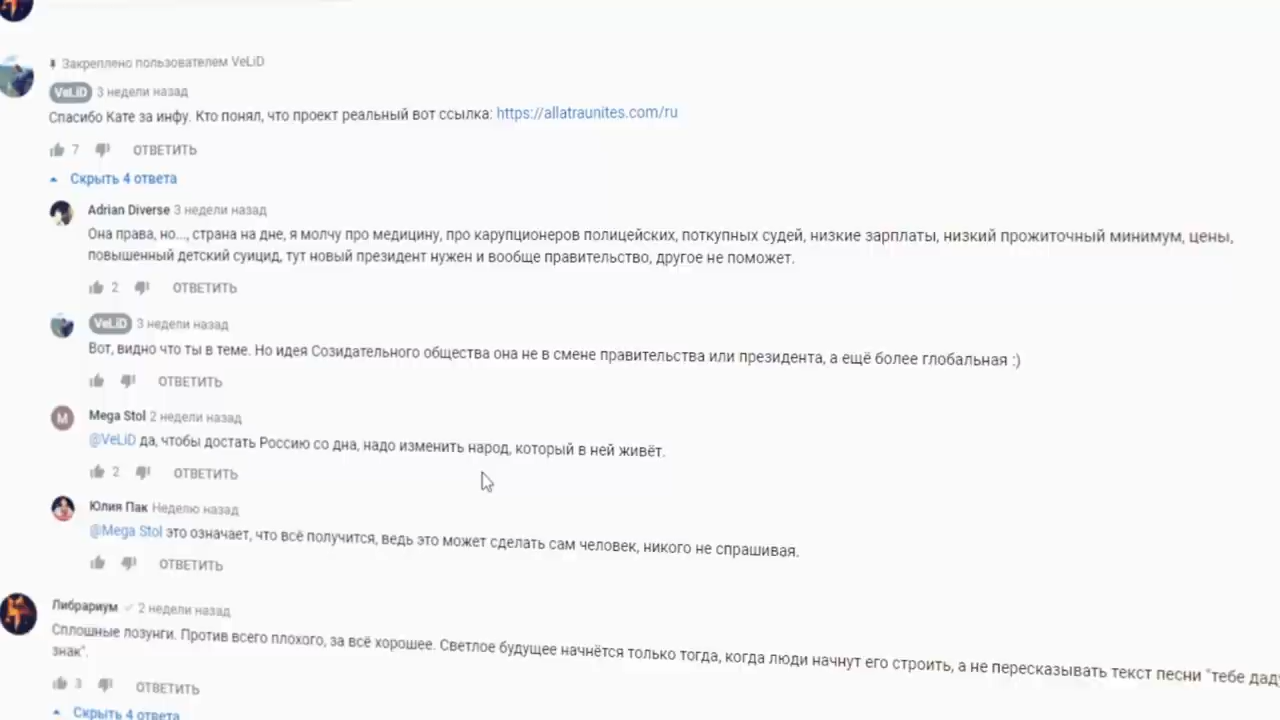 Закреплено пользователем VeLiD
VeLiD 3 недели назад
Спасибо Кате за инфу. Кто понял, что проект реальный вот ссылка: https://allatraunites.com/ru
7 ОТВЕТИТЬ
Скрыть 4 ответа
Adrian Diverse 3 недели назад
Она права, но..., страна на дне, я молчу про медицину, про карупционеров полицейских, поткупных судей, низкие зарплаты, низкий прожиточный минимум, цены,
повышенный детский суицид, тут новый президент нужен и вообще правительство, другое не поможет.
2 ОТВЕТИТЬ
VeLiD 3 недели назад
Вот, видно что ты в теме. Но идея Созидательного общества она не в смене правительства или президента, а ещё более глобальная :)
ОТВЕТИТЬ
M Mega Stol 2 недели назад
@VeLiD да, чтобы достать Россию со дна, надо изменить народ, который в ней живёт.
2 ОТВЕТИТЬ
Юлия Пак Неделю назад
@Mega Stol это означает, что всё получится, ведь это может сделать сам человек, никого не спрашивая.
ОТВЕТИТЬ
Либрариум 2 недели назад
Сплошные лозунги. Против всего плохого, за всё хорошее. Светлое будущее начнётся только тогда, когда люди начнут его строить, а не пересказывать текст песни "тебе даду
знак".
3 ОТВЕТИТЬ
Скрыть 4 ответа